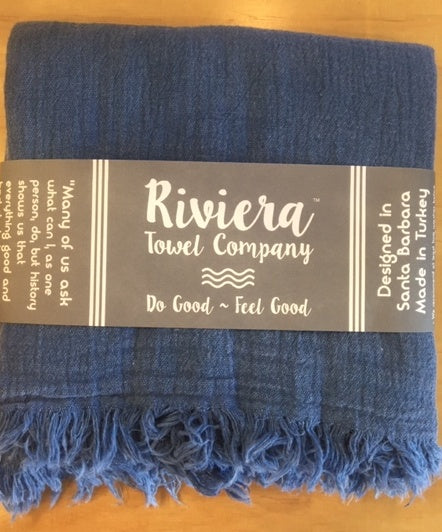 "Many of us ask
what can I, as one
person, do, but history
shows us that
everything good and
Riviera™
Towel Company
Do Good ~ Feel Good
Designed in
Santa Barbara
Made in Turkey